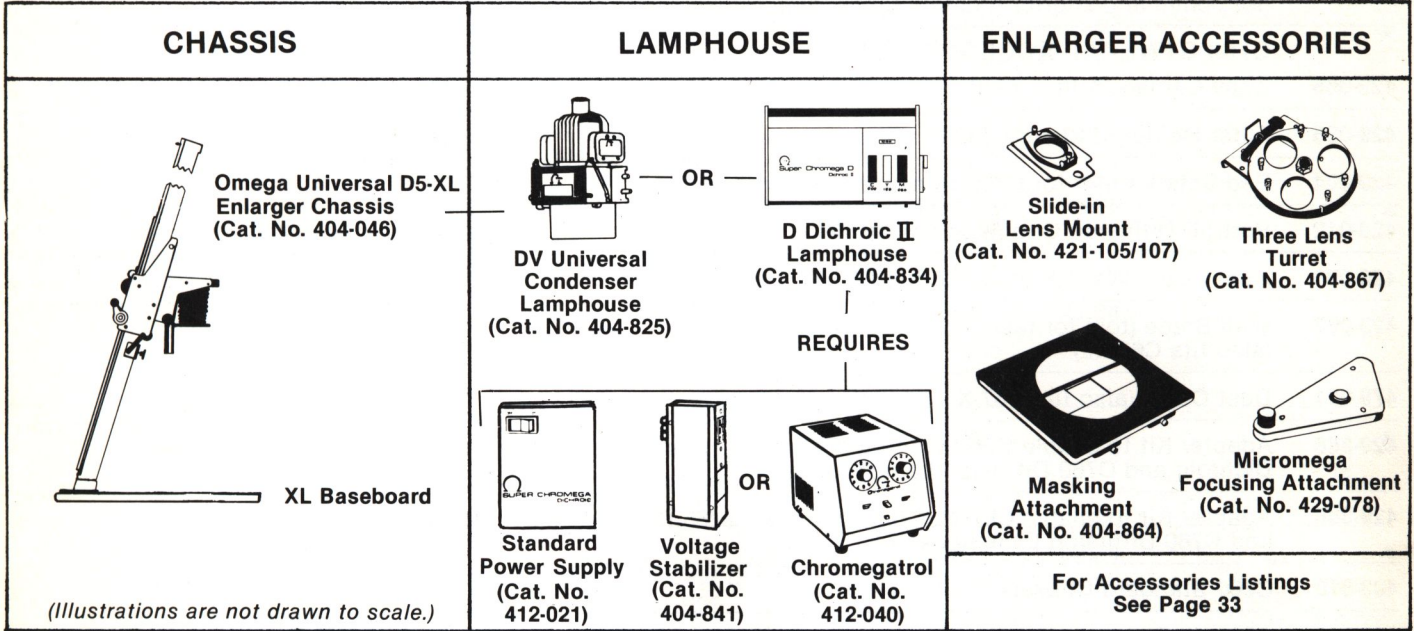 CHASSIS
LAMPHOUSE
ENLARGER ACCESSORIES
Omega Universal D5-XL
Enlarger Chassis
(Cat. No. 404-046)
XL Baseboard
(Illustrations are not drawn to scale.)
OR
Super Chromega D
Dichroic II
C Y M
DV Universal
Condenser
Lamphouse
(Cat. No. 404-825)
D Dichroic II
Lamphouse
(Cat. No. 404-834)
REQUIRES
SUPER CHROMEGA
DICHROIC
OR
Chromegatrol
Standard
Power Supply
(Cat. No.
412-021)
Voltage
Stabilizer
(Cat. No.
404-841)
Chromegatrol
(Cat. No.
412-040)
Slide-in
Lens Mount
(Cat. No. 421-105/107)
Three Lens
Turret
(Cat. No. 404-867)
Masking
Attachment
(Cat. No. 404-864)
Micromega
Focusing Attachment
(Cat. No. 429-078)
For Accessories Listings
See Page 33